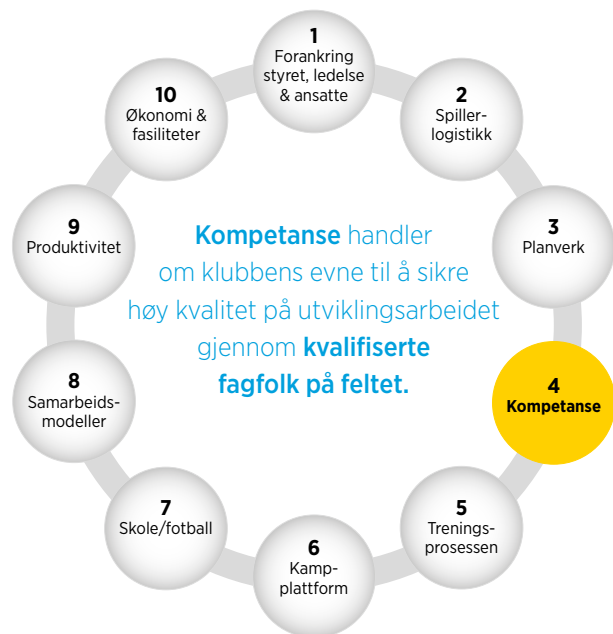 1
Forankring
styret, ledelse
& ansatte
2
Spiller-
logistikk
3
Planverk
4
Kompetanse
5
Trenings-
prosessen
6
Kamp-
plattform
7
Skole/fotball
8
Samarbeids-
modeller
9
Produktivitet
10
Økonomi &
fasiliteter
Kompetanse handler
om klubbens evne til å sikre
høy kvalitet på utviklingsarbeidet
gjennom kvalifiserte
fagfolk på feltet.